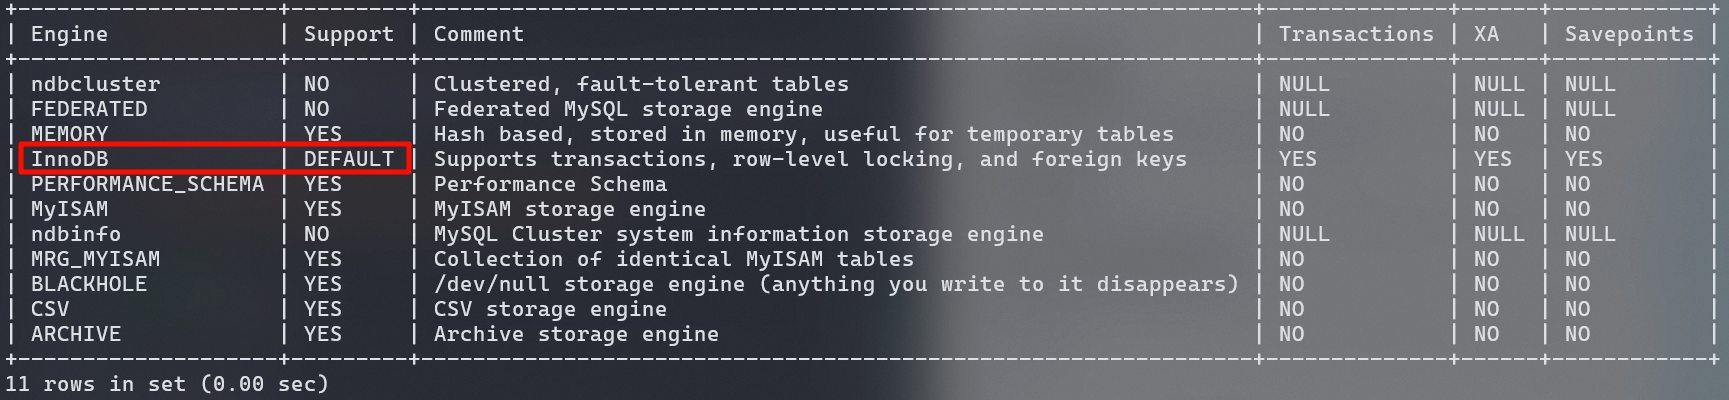 +--------------------+---------+----------------------------------------------------------------+--------------+------+------------+
| Engine             | Support | Comment                                                        | Transactions | XA   | Savepoints |
+--------------------+---------+----------------------------------------------------------------+--------------+------+------------+
| ndbcluster         | NO      | Clustered, fault-tolerant tables                               | NULL         | NULL | NULL       |
| FEDERATED          | NO      | Federated MySQL storage engine                                 | NULL         | NULL | NULL       |
| MEMORY             | YES     | Hash based, stored in memory, useful for temporary tables      | NO           | NO   | NO         |
| InnoDB             | DEFAULT | Supports transactions, row-level locking, and foreign keys     | YES          | YES  | YES        |
| PERFORMANCE_SCHEMA | YES     | Performance Schema                                             | NO           | NO   | NO         |
| MyISAM             | YES     | MyISAM storage engine                                          | NO           | NO   | NO         |
| ndbinfo            | NO      | MySQL Cluster system information storage engine                | NULL         | NULL | NULL       |
| MRG_MYISAM         | YES     | Collection of identical MyISAM tables                          | NO           | NO   | NO         |
| BLACKHOLE          | YES     | /dev/null storage engine (anything you write to it disappears) | NO           | NO   | NO         |
| CSV                | YES     | CSV storage engine                                             | NO           | NO   | NO         |
| ARCHIVE            | YES     | Archive storage engine                                         | NO           | NO   | NO         |
+--------------------+---------+----------------------------------------------------------------+--------------+------+------------+
11 rows in set (0.00 sec)